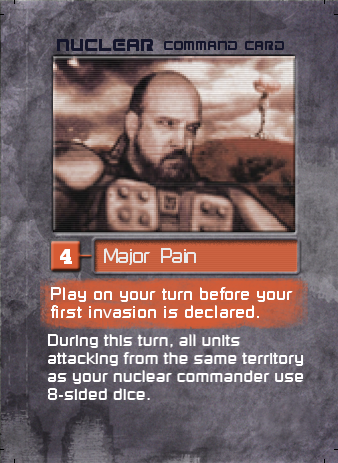 NUCLEAR COMMAND CARD
4 Major Pain
Play on your turn before your
first invasion is declared.
During this turn, all units
attacking from the same territory
as your nuclear commander use
8-sided dice.